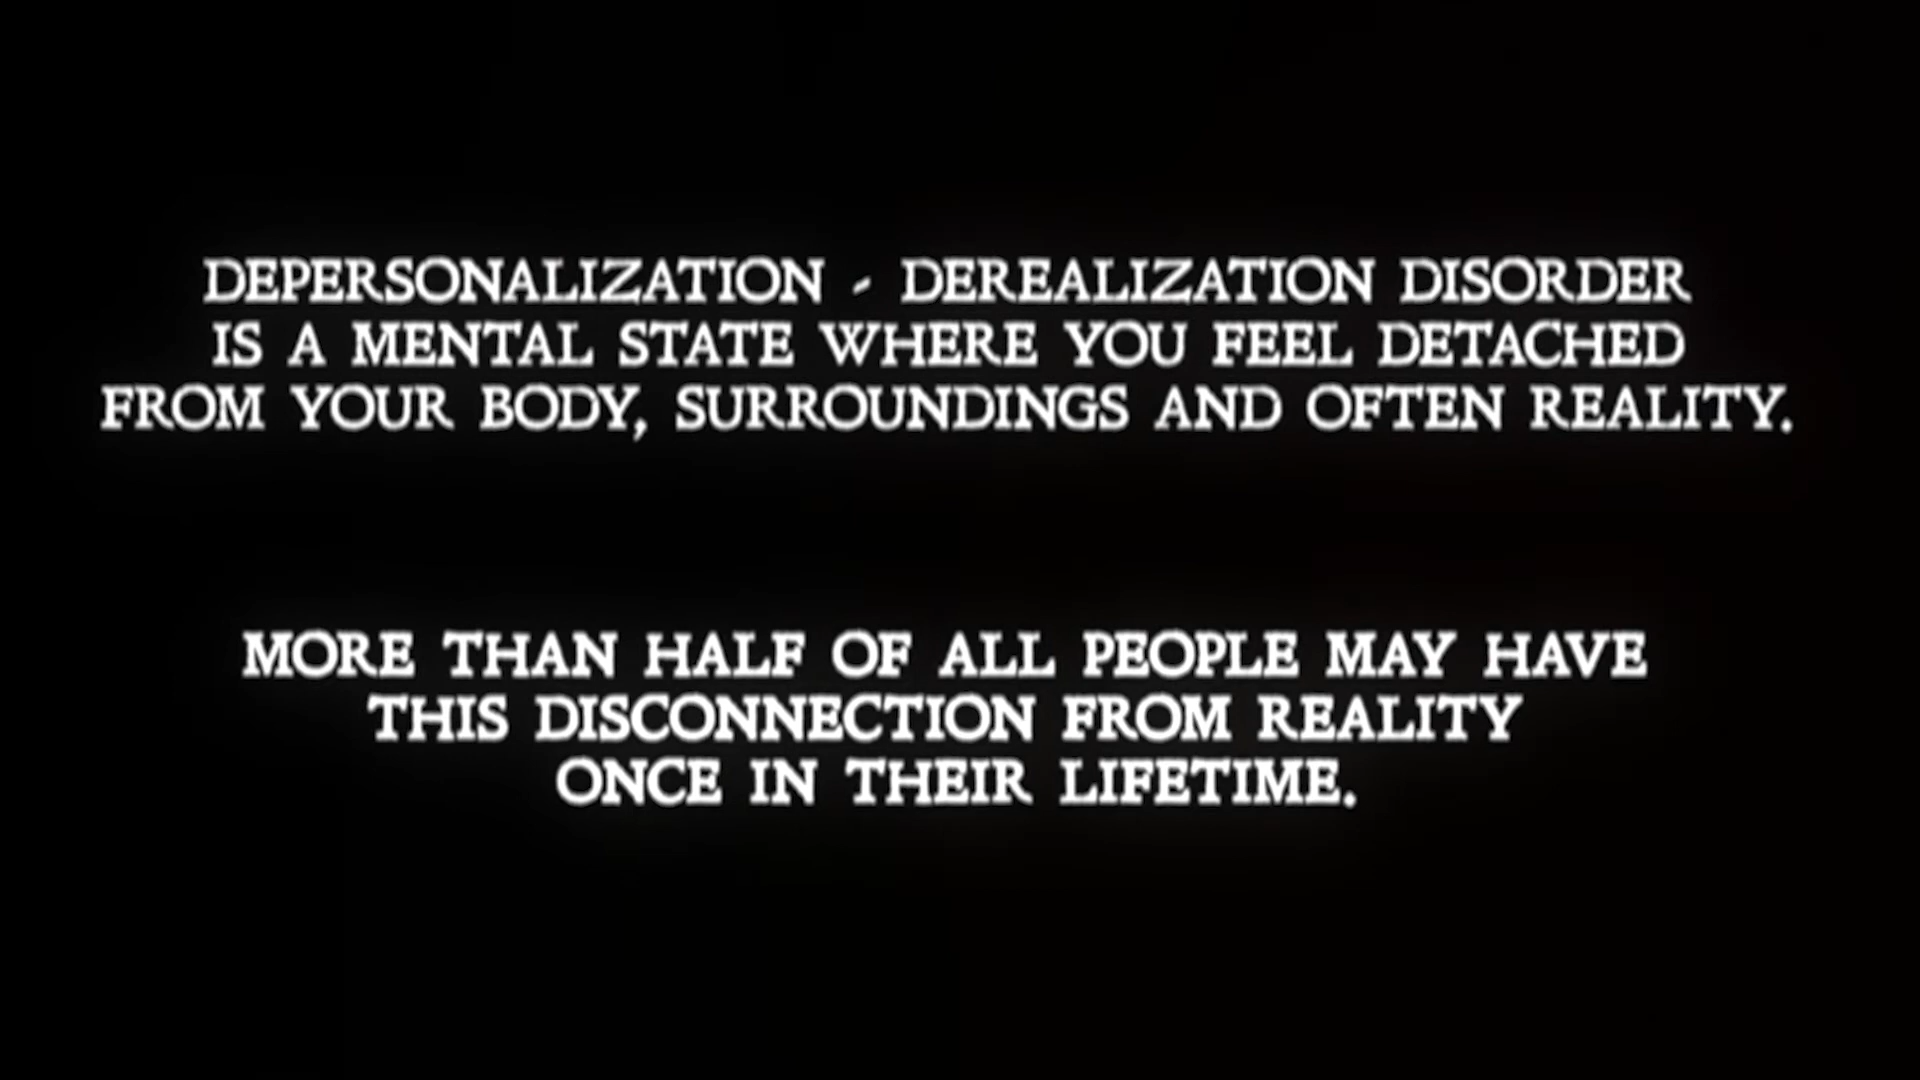 DEPERSONALIZATION - DEREALIZATION DISORDER
IS A MENTAL STATE WHERE YOU FEEL DETACHED
FROM YOUR BODY, SURROUNDINGS AND OFTEN REALITY.
MORE THAN HALF OF ALL PEOPLE MAY HAVE
THIS DISCONNECTION FROM REALITY
ONCE IN THEIR LIFETIME.